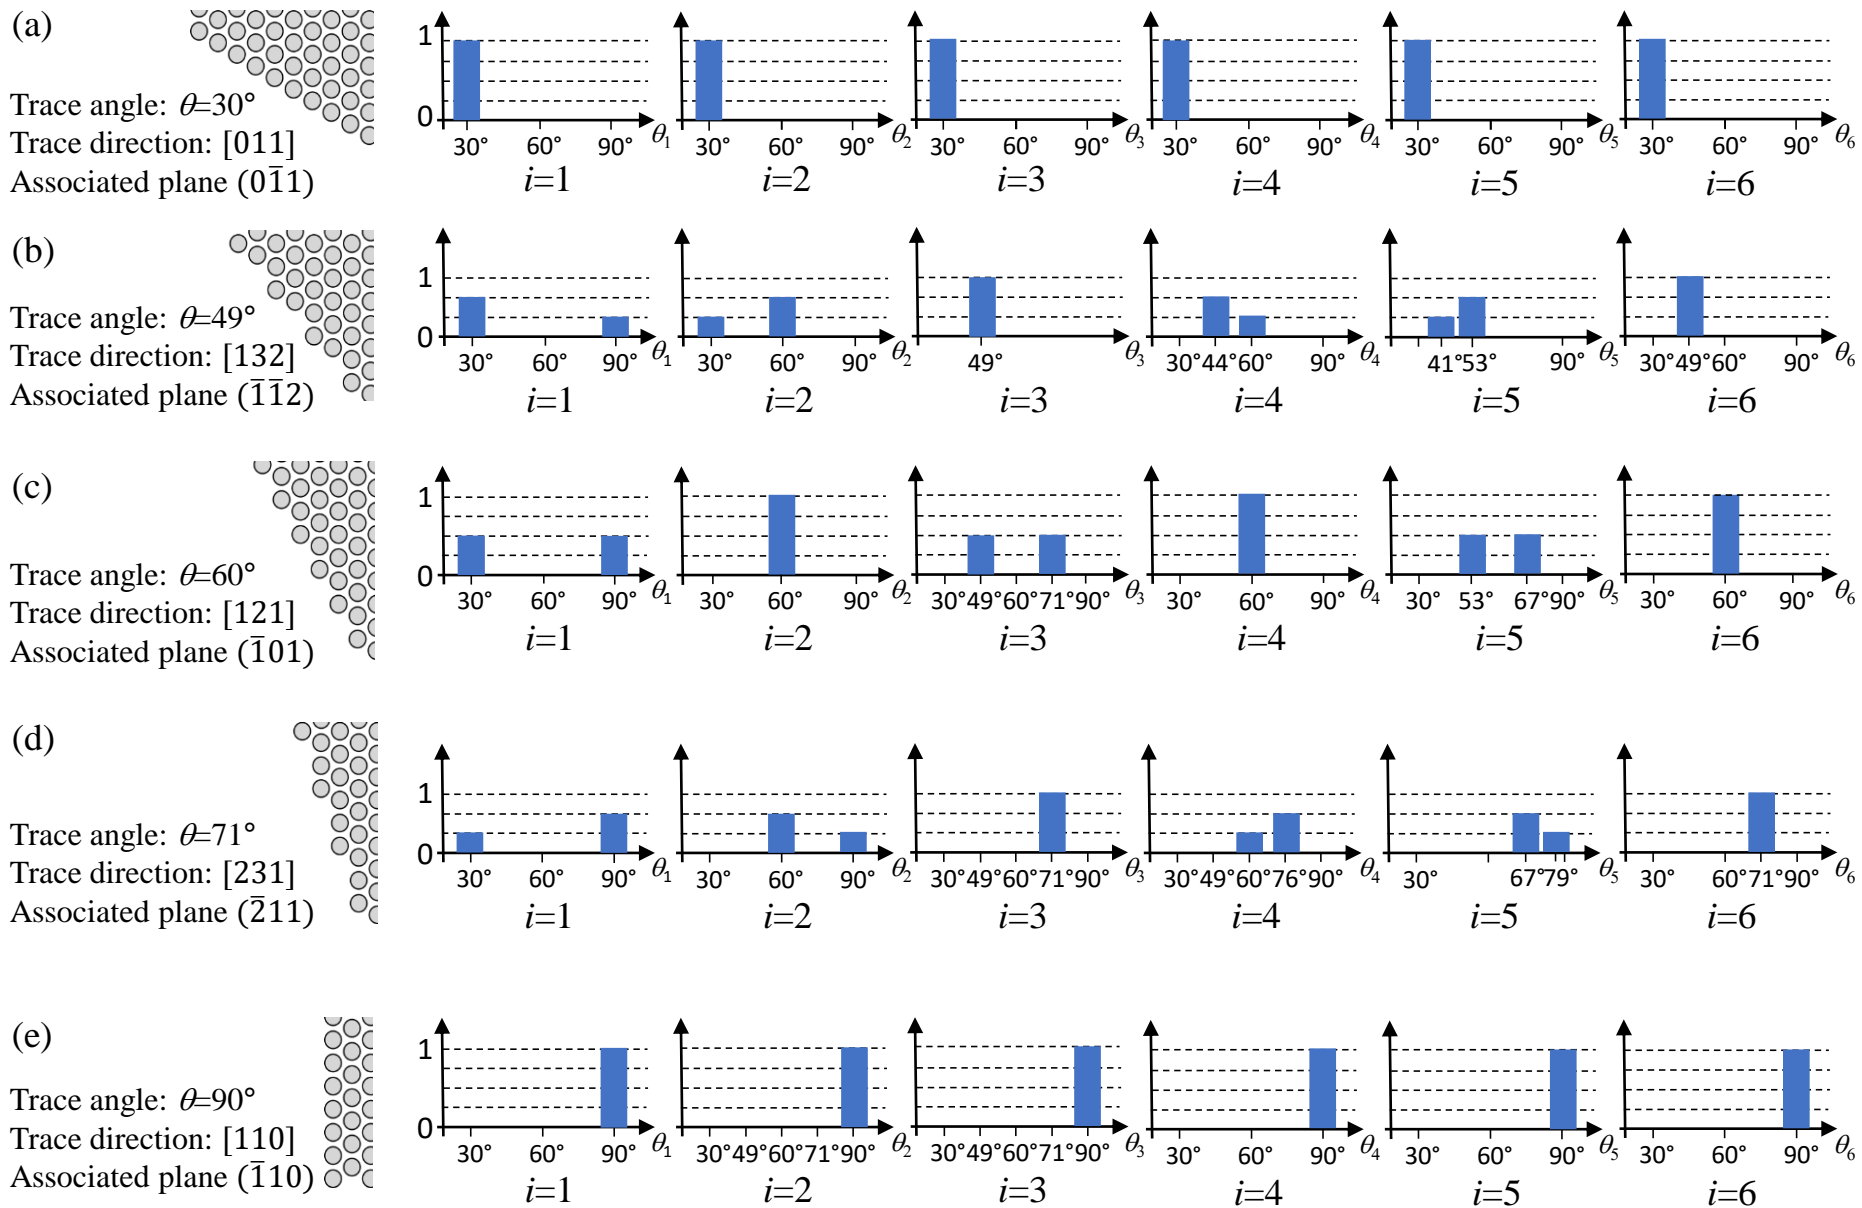 (a)
Trace angle: θ=30°
Trace direction: [011]
Associated plane (01̅1)
1
0
30° 60° 90° θ1
i=1
30° 60° 90° θ2
i=2
30° 60° 90° θ3
i=3
30° 60° 90° θ4
i=4
30° 60° 90° θ5
i=5
30° 60° 90° θ6
i=6
(b)
Trace angle: θ=49°
Trace direction: [132]
Associated plane (1̅1̅2)
1
0
30° 60° 90° θ1
i=1
30° 60° 90° θ2
i=2
49° θ3
i=3
30° 44° 60° 90° θ4
i=4
41° 53° 90° θ5
i=5
30° 49° 60° 90° θ6
i=6
(c)
Trace angle: θ=60°
Trace direction: [121]
Associated plane (1̅01)
1
0
30° 60° 90° θ1
i=1
30° 60° 90° θ2
i=2
30° 49° 60° 71° 90° θ3
i=3
30° 60° 90° θ4
i=4
30° 53° 67° 90° θ5
i=5
30° 60° 90° θ6
i=6
(d)
Trace angle: θ=71°
Trace direction: [231]
Associated plane (2̅11)
1
0
30° 60° 90° θ1
i=1
30° 60° 90° θ2
i=2
30° 49° 60° 71° 90° θ3
i=3
30° 49° 60° 76° 90° θ4
i=4
30° 67° 79° θ5
i=5
30° 60° 71° 90° θ6
i=6
(e)
Trace angle: θ=90°
Trace direction: [110]
Associated plane (1̅10)
1
0
30° 60° 90° θ1
i=1
30° 49° 60° 71° 90° θ2
i=2
30° 49° 60° 71° 90° θ3
i=3
30° 60° 90° θ4
i=4
30° 60° 90° θ5
i=5
30° 60° 90° θ6
i=6